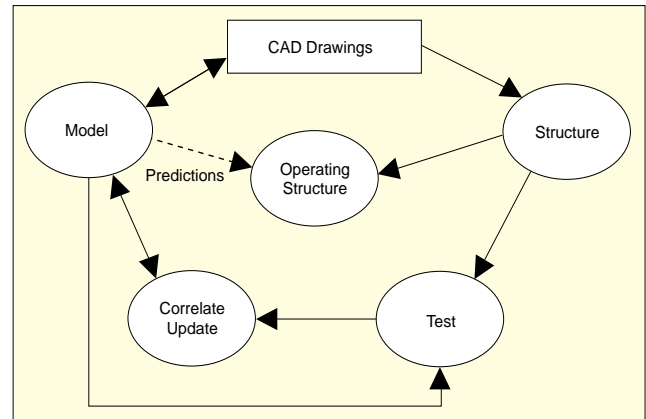 CAD Drawings
Model
Structure
Predictions
Operating
Structure
Correlate
Update
Test